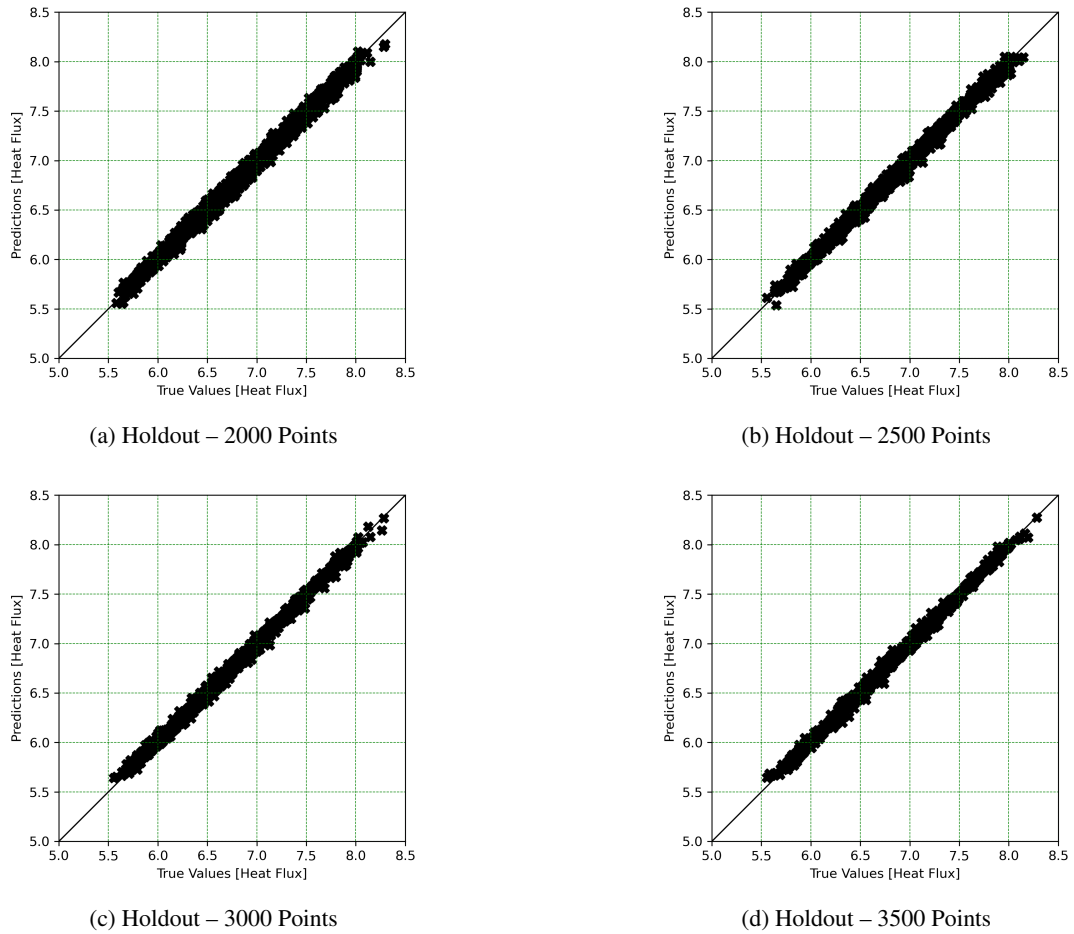 8.5
8.0
7.5
7.0
6.5
6.0
5.5
5.0
Predictions [Heat Flux]
5.0 5.5 6.0 6.5 7.0 7.5 8.0 8.5
True Values [Heat Flux]
(a) Holdout – 2000 Points
8.5
8.0
7.5
7.0
6.5
6.0
5.5
5.0
Predictions [Heat Flux]
5.0 5.5 6.0 6.5 7.0 7.5 8.0 8.5
True Values [Heat Flux]
(b) Holdout – 2500 Points
8.5
8.0
7.5
7.0
6.5
6.0
5.5
5.0
Predictions [Heat Flux]
5.0 5.5 6.0 6.5 7.0 7.5 8.0 8.5
True Values [Heat Flux]
(c) Holdout – 3000 Points
8.5
8.0
7.5
7.0
6.5
6.0
5.5
5.0
Predictions [Heat Flux]
5.0 5.5 6.0 6.5 7.0 7.5 8.0 8.5
True Values [Heat Flux]
(d) Holdout – 3500 Points